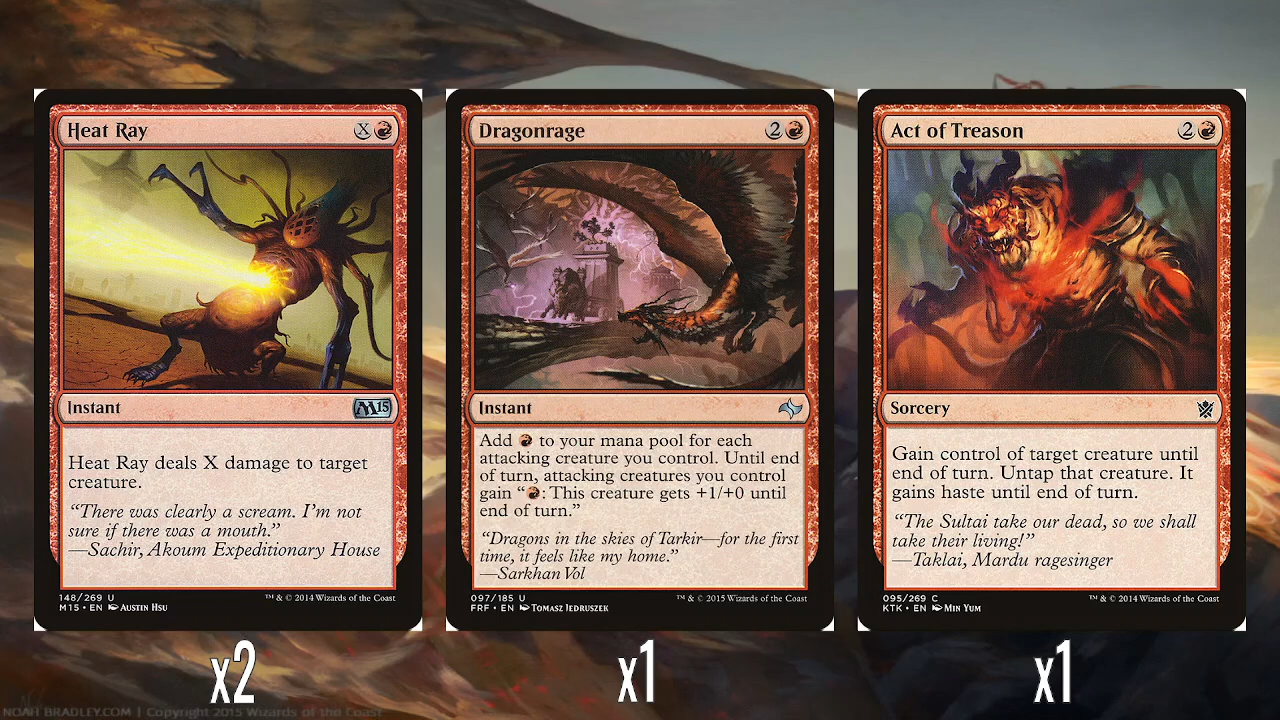 Heat Ray X
Instant
M15
Heat Ray deals X damage to target
creature.
"There was clearly a scream. I'm not
sure if there was a mouth."
—Sachir, Akoum Expeditionary House
148/269 U
M15 • EN Austin Hsu
™ & © 2014 Wizards of the Coast
x2
Dragonrage 2
Instant
Add to your mana pool for each
attacking creature you control. Until end
of turn, attacking creatures you control
gain " : This creature gets +1/+0 until
end of turn."
"Dragons in the skies of Tarkir—for the first
time, it feels like my home."
—Sarkhan Vol
097/185 U
FRF • EN Tomasz Jedruszek
™ & © 2015 Wizards of the Coast
x1
Act of Treason 2
Sorcery
Gain control of target creature until
end of turn. Untap that creature. It
gains haste until end of turn.
"The Sultai take our dead, so we shall
take their living!"
—Taklai, Mardu ragesinger
095/269 C
KTK • EN Min Yum
™ & © 2014 Wizards of the Coast
x1
NOAH BRADLEY.COM | Copyright 2015 Wizards of the Coast